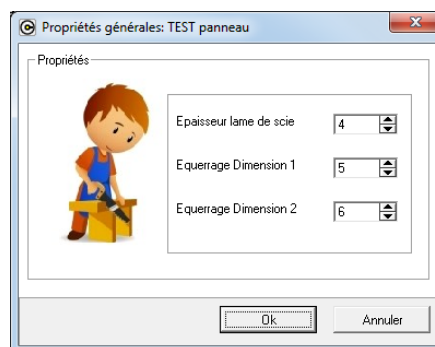 Propriétés générales: TEST panneau
Propriétés
Epaisseur lame de scie 4
Equerrage Dimension 1 5
Equerrage Dimension 2 6
Ok Annuler